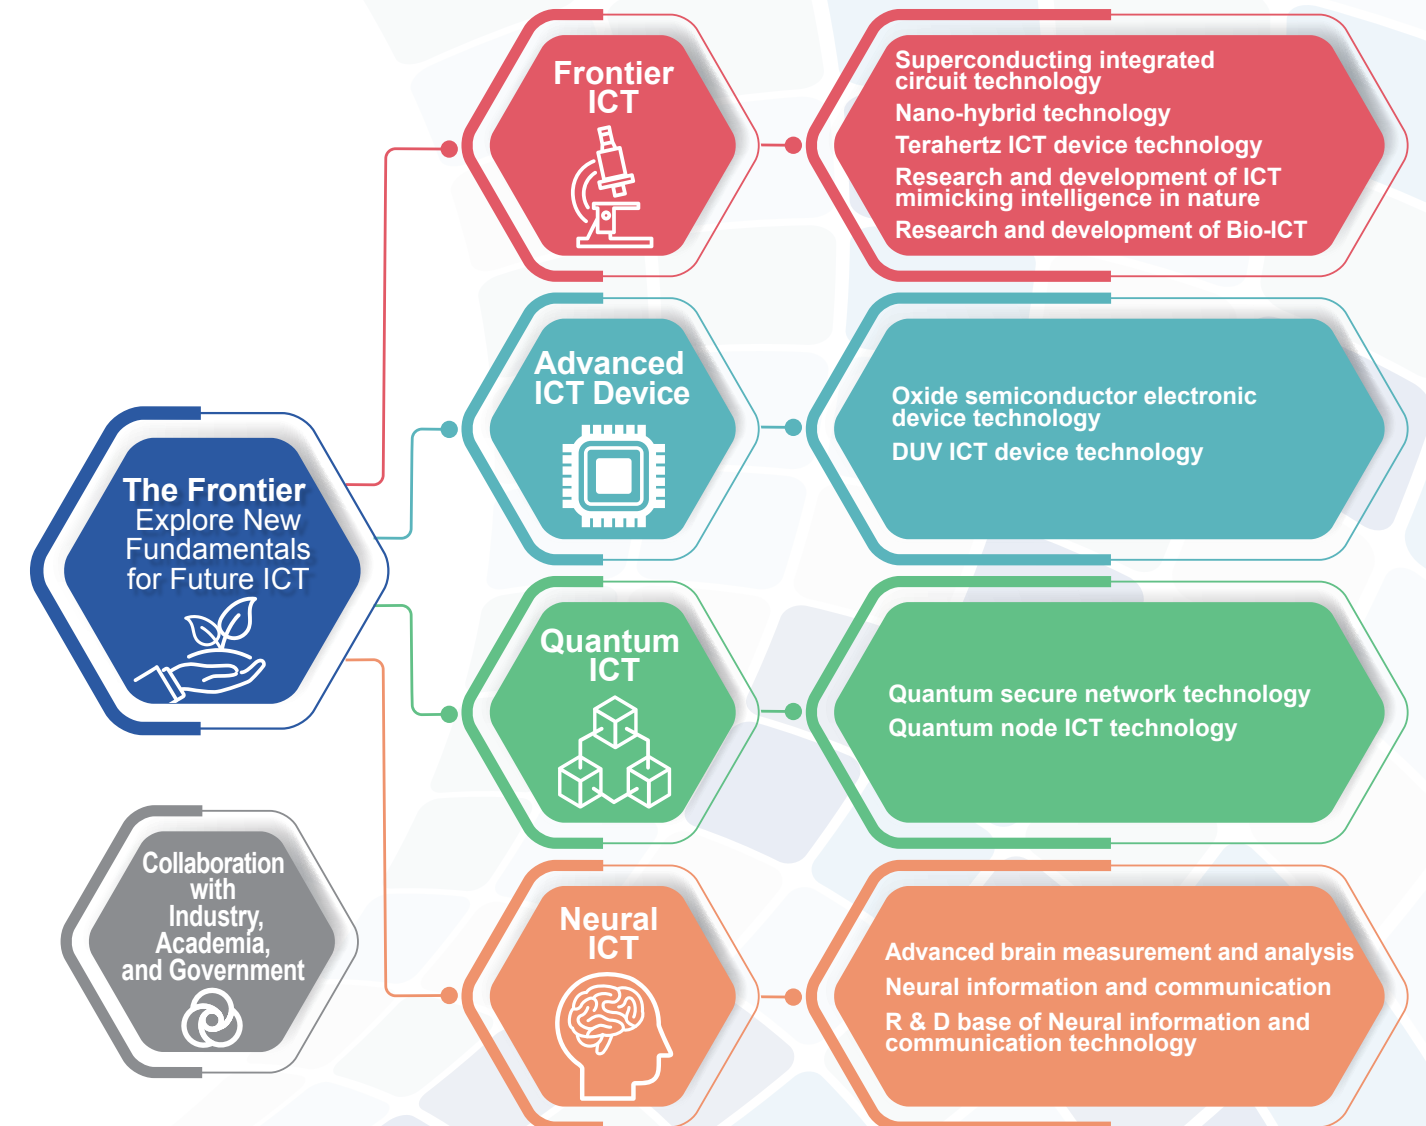 The Frontier
Explore New
Fundamentals
for Future ICT
Collaboration
with
Industry,
Academia,
and Government
Frontier
ICT
Superconducting integrated
circuit technology
Nano-hybrid technology
Terahertz ICT device technology
Research and development of ICT
mimicking intelligence in nature
Research and development of Bio-ICT
Advanced
ICT Device
Oxide semiconductor electronic
device technology
DUV ICT device technology
Quantum
ICT
Quantum secure network technology
Quantum node ICT technology
Neural
ICT
Advanced brain measurement and analysis
Neural information and communication
R & D base of Neural information and
communication technology